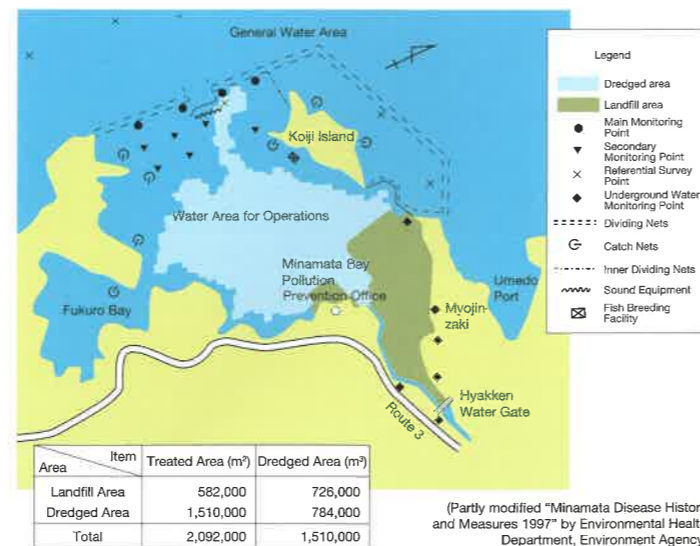 General Water Area
Koiji Island
Water Area for Operations
Minamata Bay
Pollution
Prevention Office
Fukuro Bay
Umedo
Port
Myojin-
zaki
Hyakken
Water Gate
Route 3
Legend
Dredged area
Landfill area
Main Monitoring
Point
Secondary
Monitoring Point
Referential Survey
Point
Underground Water
Monitoring Point
Dividing Nets
Catch Nets
Inner Dividing Nets
Sound Equipment
Fish Breeding
Facility
Area Item Treated Area (m²) Dredged Area (m³)
Landfill Area 582,000 726,000
Dredged Area 1,510,000 784,000
Total 2,092,000 1,510,000
(Partly modified "Minamata Disease Histor
and Measures 1997" by Environmental Healt
Department, Environment Agency